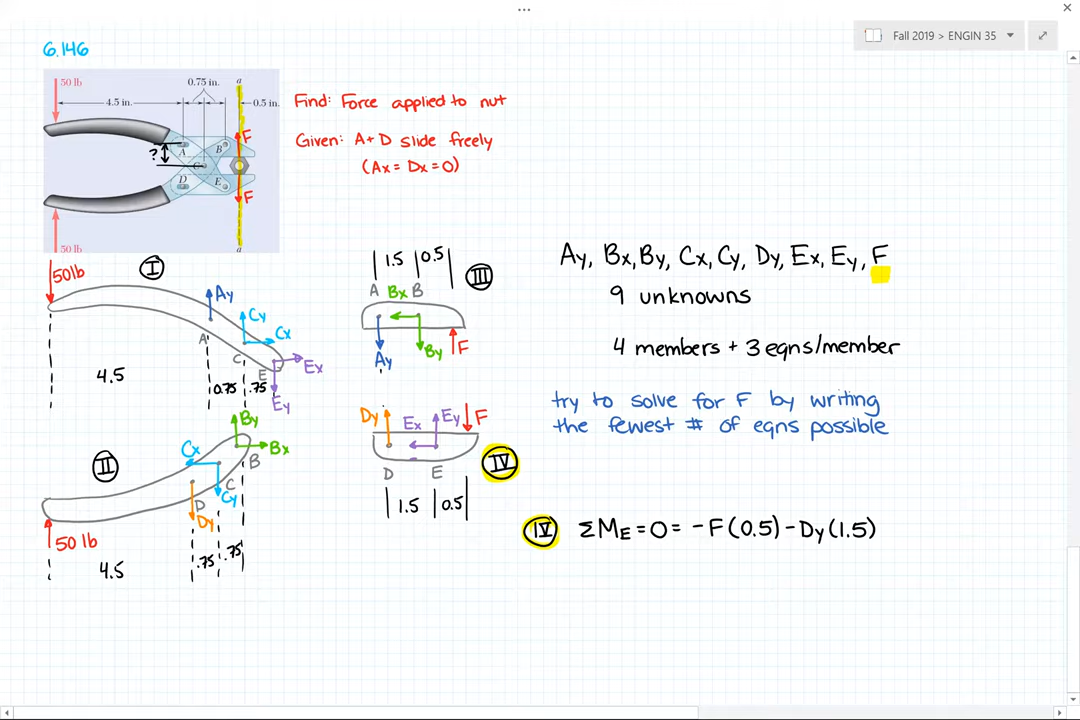 Fall 2019 > ENGIN 35
6.146
50 lb
0.75 in.
a
4.5 in.
0.5 in.
F
?
A
B
C
D
E
F
50 lb
a
Find: Force applied to nut
Given: A+D slide freely
(Ax = Dx = 0)
I
50lb
Ay
Cy
Cx
A
C
E
Ex
Ey
4.5
0.75
.75
1.5
0.5
III
A
Bx
B
Ay
By
F
Ay, Bx, By, Cx, Cy, Dy, Ex, Ey, F
9 unknowns
4 members + 3 eqns/member
try to solve for F by writing
the fewest # of eqns possible
II
By
Bx
Cx
B
C
Cy
D
Dy
50 lb
4.5
.75
.75
Dy
Ex
Ey
F
IV
D
E
1.5
0.5
IV ΣME = 0 = -F(0.5) - Dy(1.5)